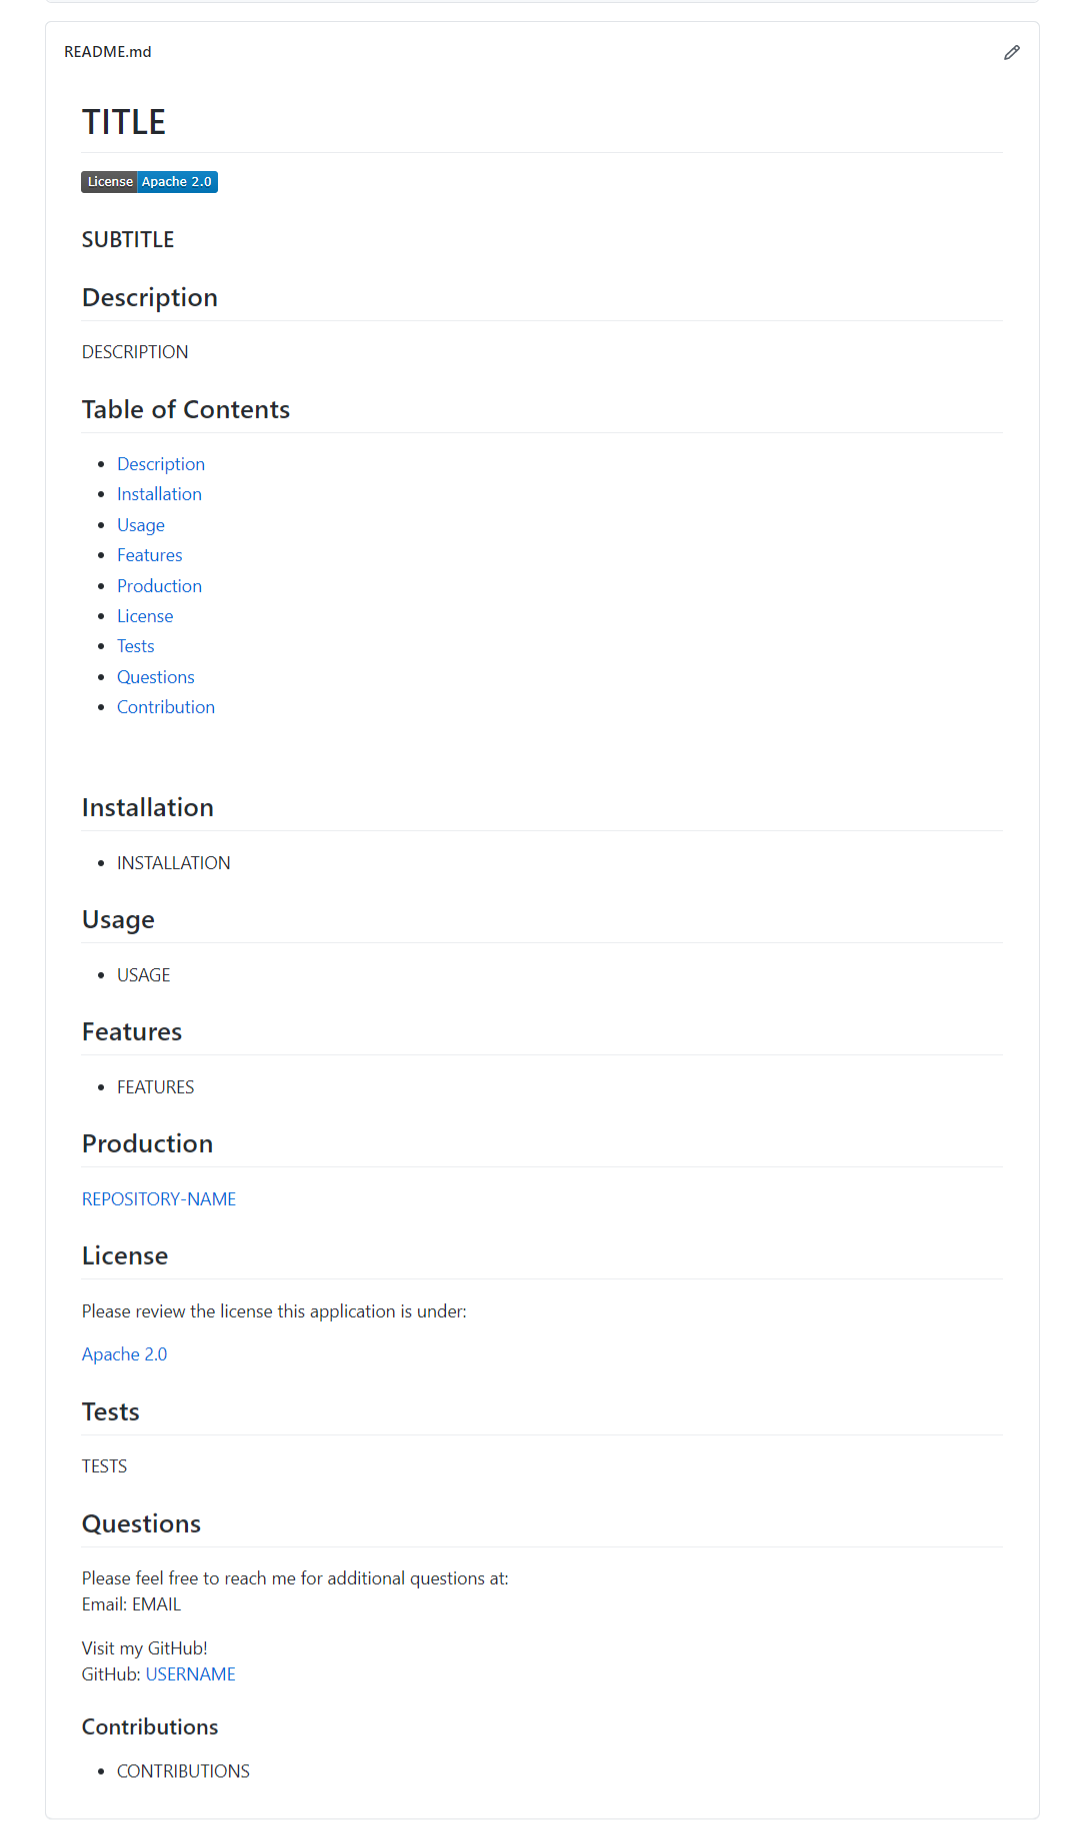 README.md
TITLE
License Apache 2.0
SUBTITLE
Description
DESCRIPTION
Table of Contents
Description
Installation
Usage
Features
Production
License
Tests
Questions
Contribution
Installation
INSTALLATION
Usage
USAGE
Features
FEATURES
Production
REPOSITORY-NAME
License
Please review the license this application is under:
Apache 2.0
Tests
TESTS
Questions
Please feel free to reach me for additional questions at:
Email: EMAIL
Visit my GitHub!
GitHub: USERNAME
Contributions
CONTRIBUTIONS